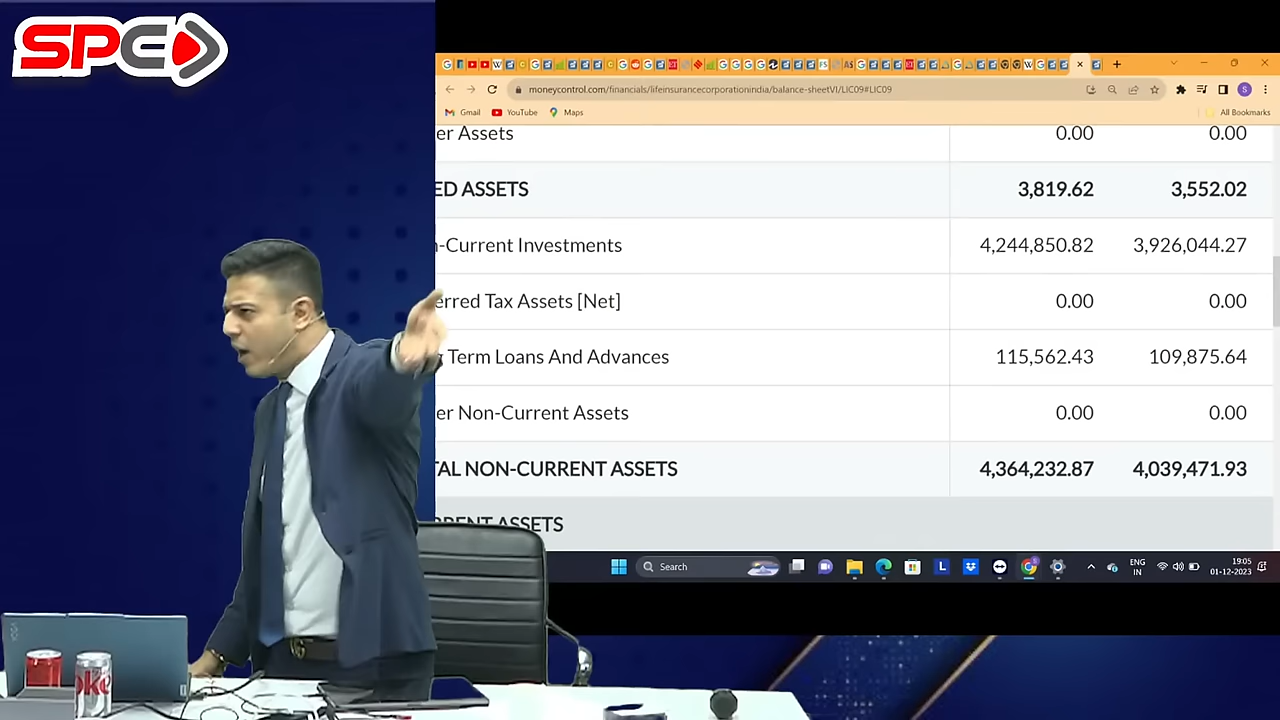 SPC
moneycontrol.com/financials/lifeinsurancecorporationindia/balance-sheetVI/LIC09#LIC09
Gmail YouTube Maps All Bookmarks
er Assets 0.00 0.00
ED ASSETS 3,819.62 3,552.02
-Current Investments 4,244,850.82 3,926,044.27
erred Tax Assets [Net] 0.00 0.00
Term Loans And Advances 115,562.43 109,875.64
er Non-Current Assets 0.00 0.00
TAL NON-CURRENT ASSETS 4,364,232.87 4,039,471.93
RRENT ASSETS
Search
ENG
IN
19:05
01-12-2023
oke